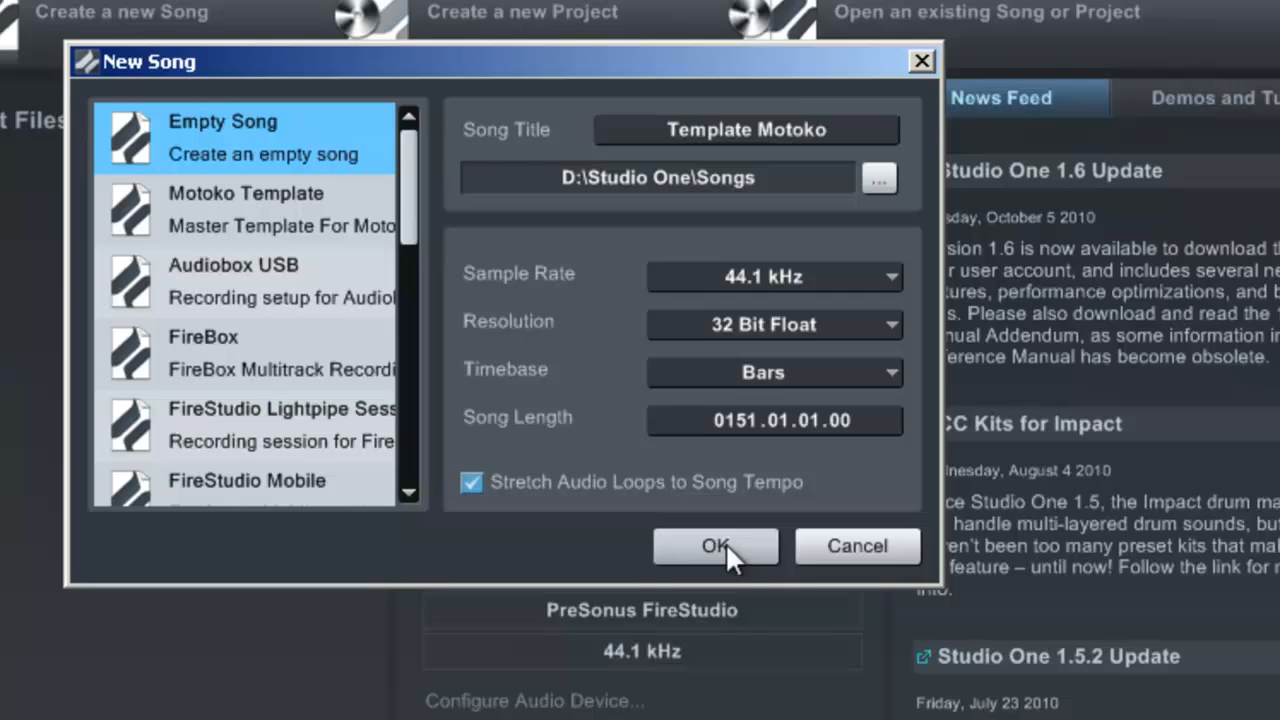 Create a new Song
Create a new Project
Open an existing Song or Project
New Song
t Files
Empty Song
Create an empty song
Motoko Template
Master Template For Moto
Audiobox USB
Recording setup for Audiol
FireBox
FireBox Multitrack Recordi
FireStudio Lightpipe Sess
Recording session for Fire
FireStudio Mobile
Song Title
Template Motoko
D:\Studio One\Songs
...
Sample Rate
44.1 kHz
Resolution
32 Bit Float
Timebase
Bars
Song Length
0151.01.01.00
Stretch Audio Loops to Song Tempo
OK
Cancel
PreSonus FireStudio
44.1 kHz
Configure Audio Device...
News Feed
Demos and Tu
Studio One 1.6 Update
sday, October 5 2010
rsion 1.6 is now available to download t
r user account, and includes several ne
tures, performance optimizations, and b
s. Please also download and read the
nual Addendum, as some information i
ference Manual has become obsolete.
CC Kits for Impact
nesday, August 4 2010
ce Studio One 1.5, the Impact drum ma
handle multi-layered drum sounds, but
ven't been too many preset kits that mal
feature – until now! Follow the link for
info.
Studio One 1.5.2 Update
Friday, July 23 2010